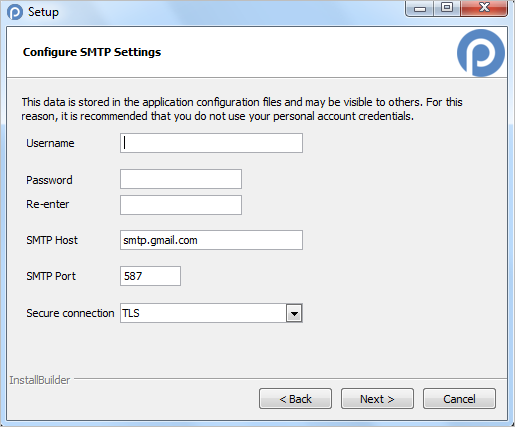 Setup
Configure SMTP Settings
This data is stored in the application configuration files and may be visible to others. For this
reason, it is recommended that you do not use your personal account credentials.
Username
Password
Re-enter
SMTP Host smtp.gmail.com
SMTP Port 587
Secure connection TLS
InstallBuilder
< Back Next > Cancel